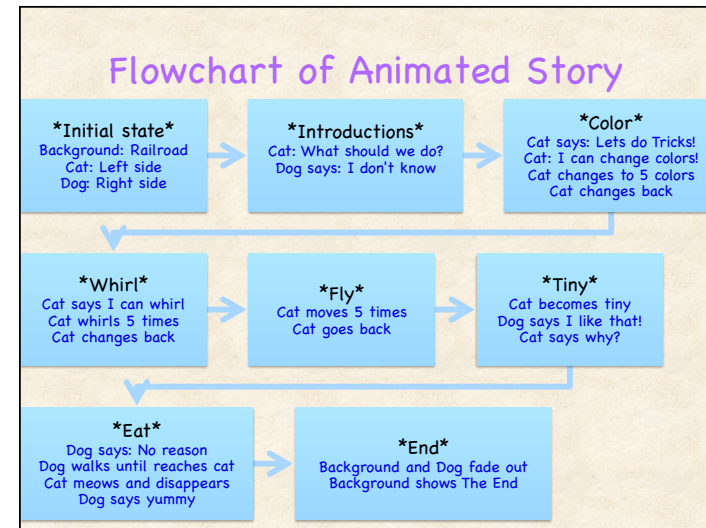 Flowchart of Animated Story
*Initial state*
Background: Railroad
Cat: Left side
Dog: Right side
*Introductions*
Cat: What should we do?
Dog says: I don't know
*Color*
Cat says: Lets do Tricks!
Cat: I can change colors!
Cat changes to 5 colors
Cat changes back
*Whirl*
Cat says I can whirl
Cat whirls 5 times
Cat changes back
*Fly*
Cat moves 5 times
Cat goes back
*Tiny*
Cat becomes tiny
Dog says I like that!
Cat says why?
*Eat*
Dog says: No reason
Dog walks until reaches cat
Cat meows and disappears
Dog says yummy
*End*
Background and Dog fade out
Background shows The End